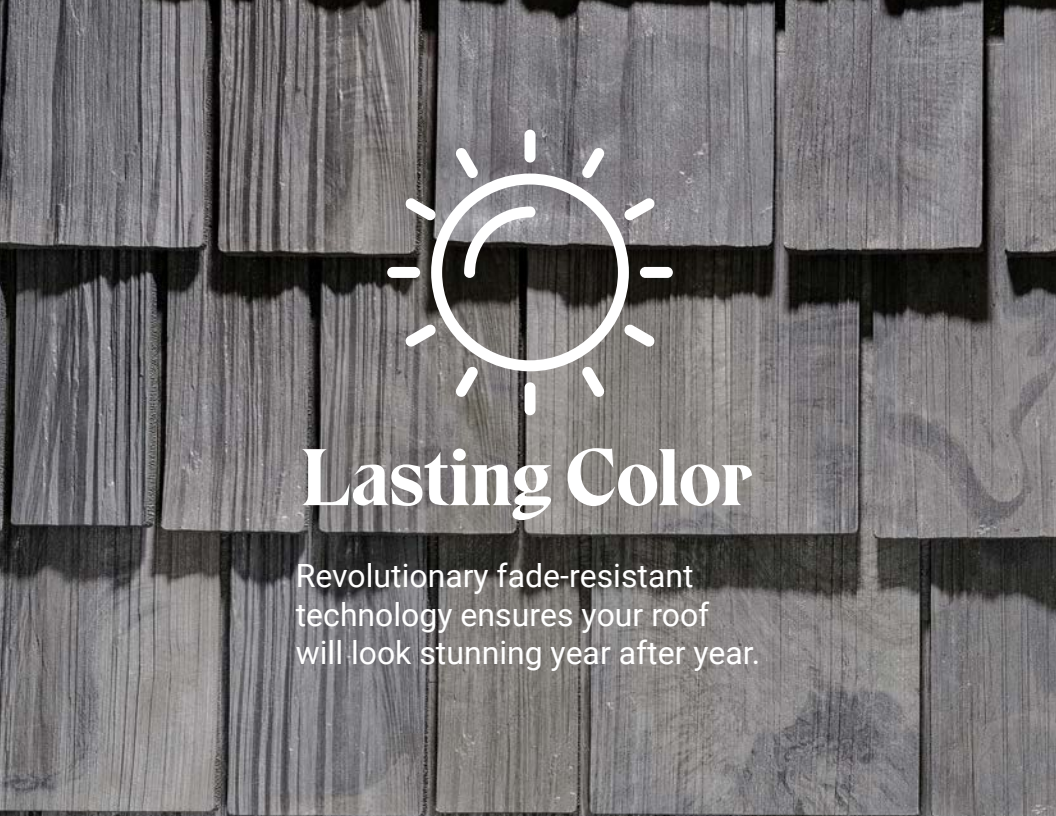 Lasting Color
Revolutionary fade-resistant
technology ensures your roof
will look stunning year after year.